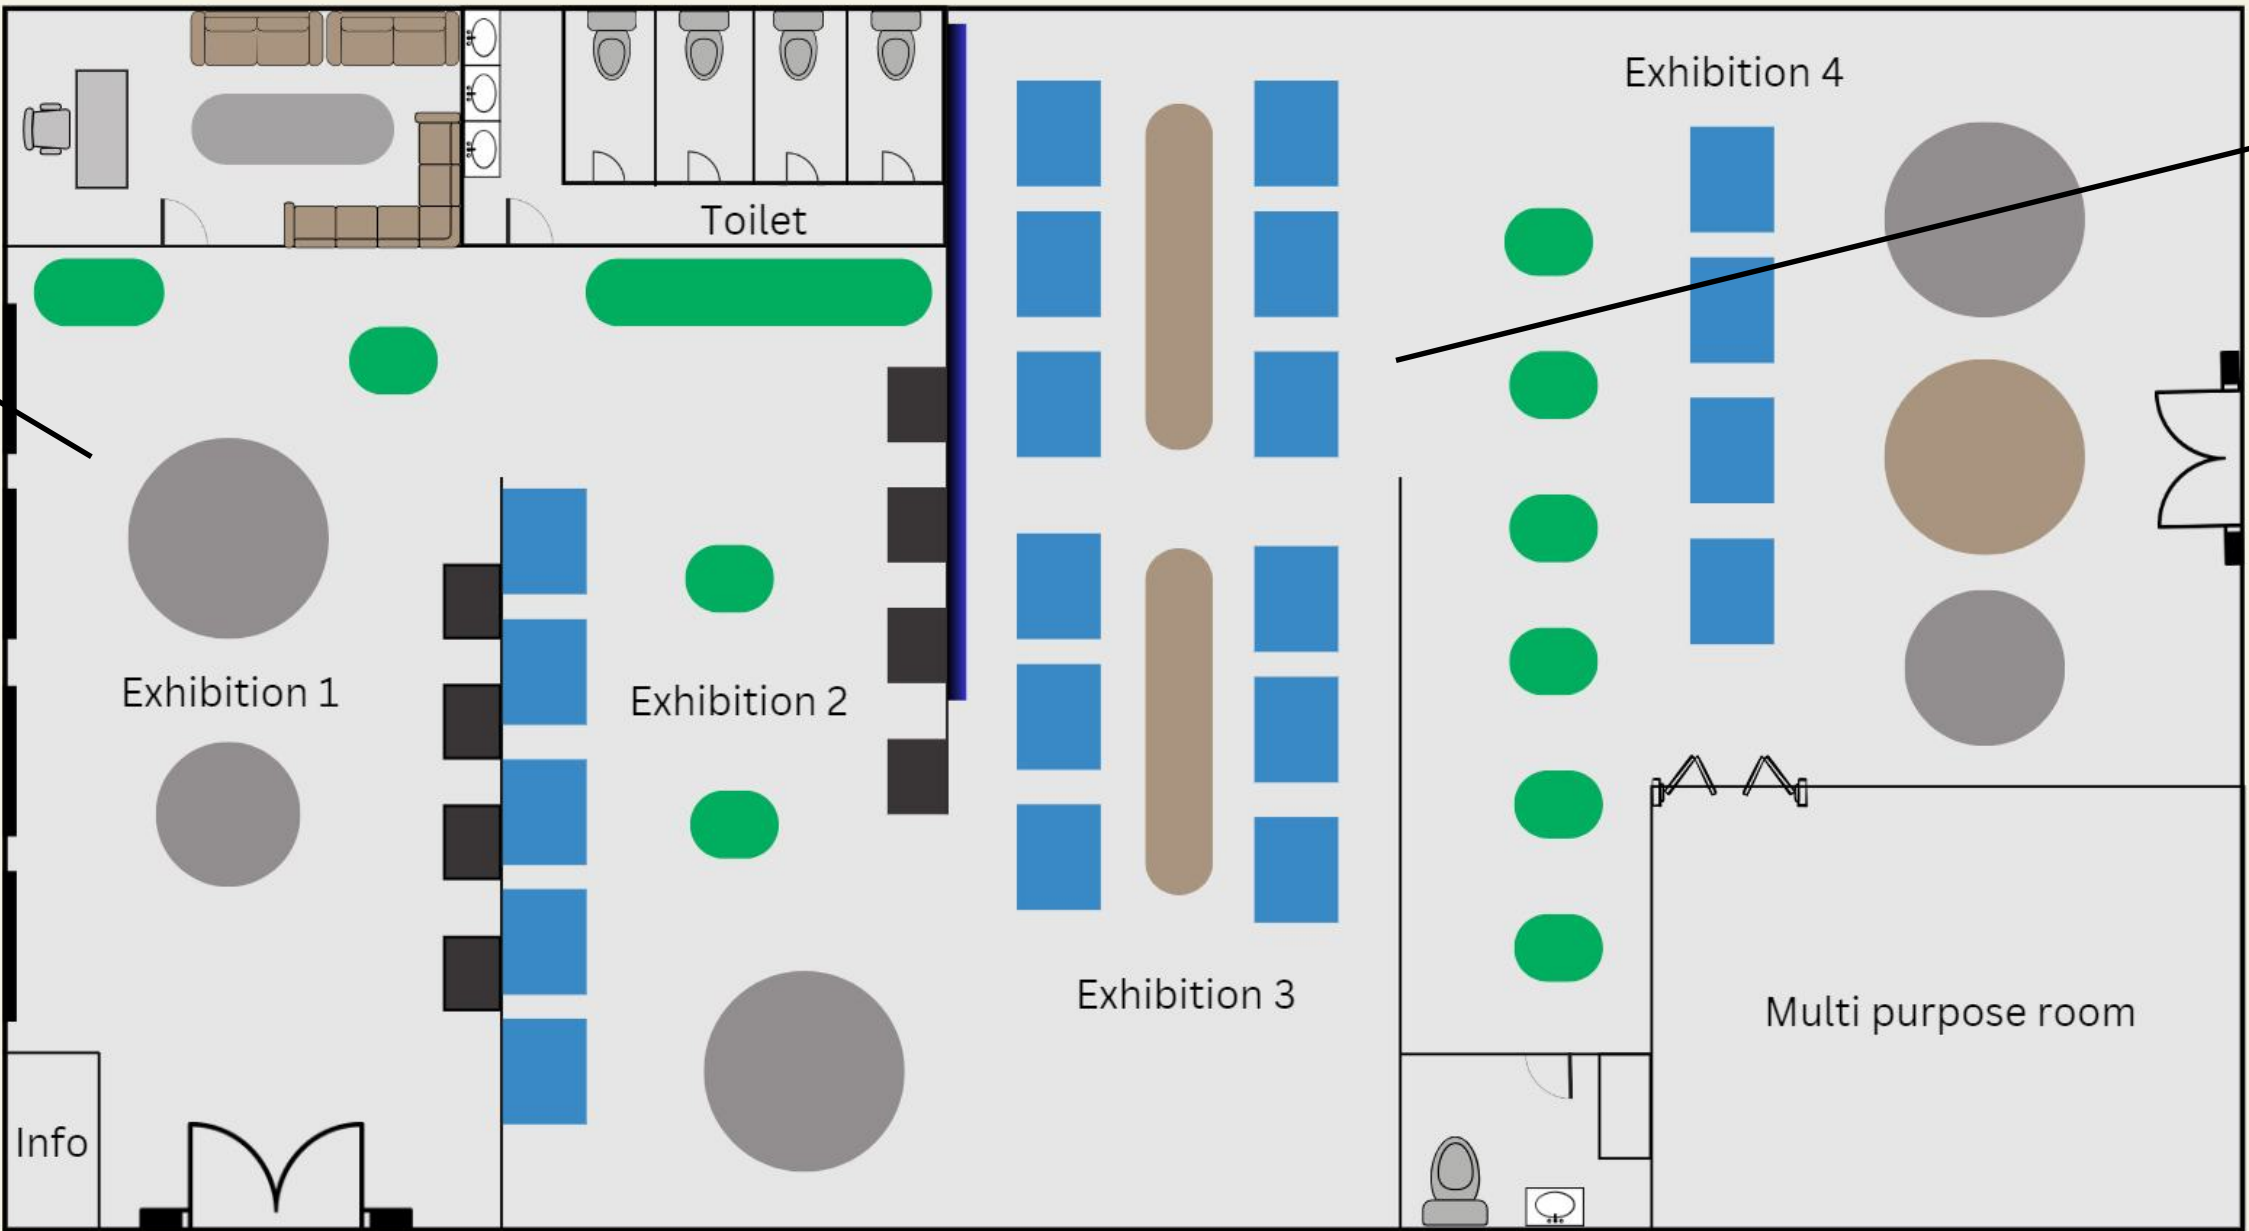 Exhibition 4
Toilet
Exhibition 1
Exhibition 2
Exhibition 3
Multi purpose room
Info